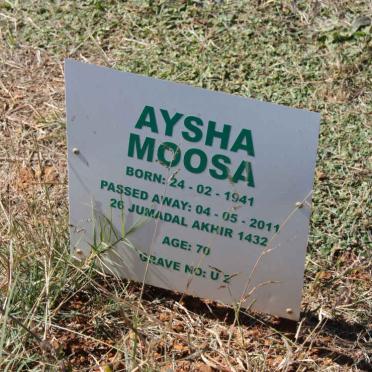 AYSHA
MOOSA
BORN: 24 - 02 - 1941
PASSED AWAY: 04 - 05 - 2011
26 JUMADAL AKHIR 1432
AGE: 70
GRAVE NO: U